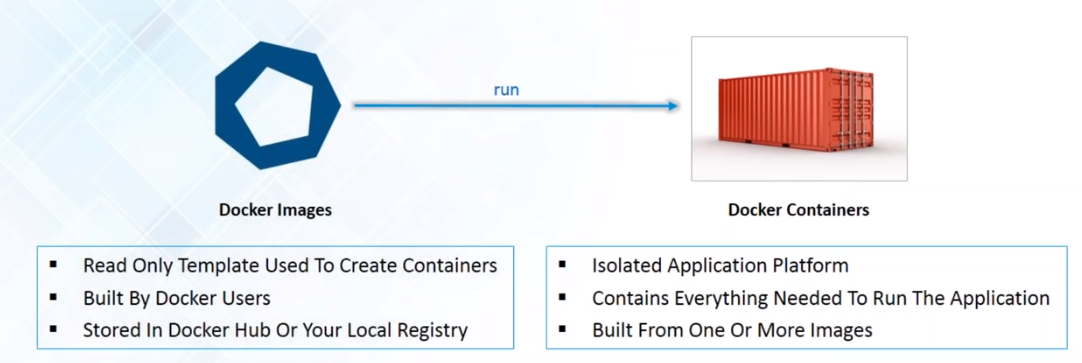 run
Docker Images
Docker Containers
▪ Read Only Template Used To Create Containers
▪ Built By Docker Users
▪ Stored In Docker Hub Or Your Local Registry
▪ Isolated Application Platform
▪ Contains Everything Needed To Run The Application
▪ Built From One Or More Images